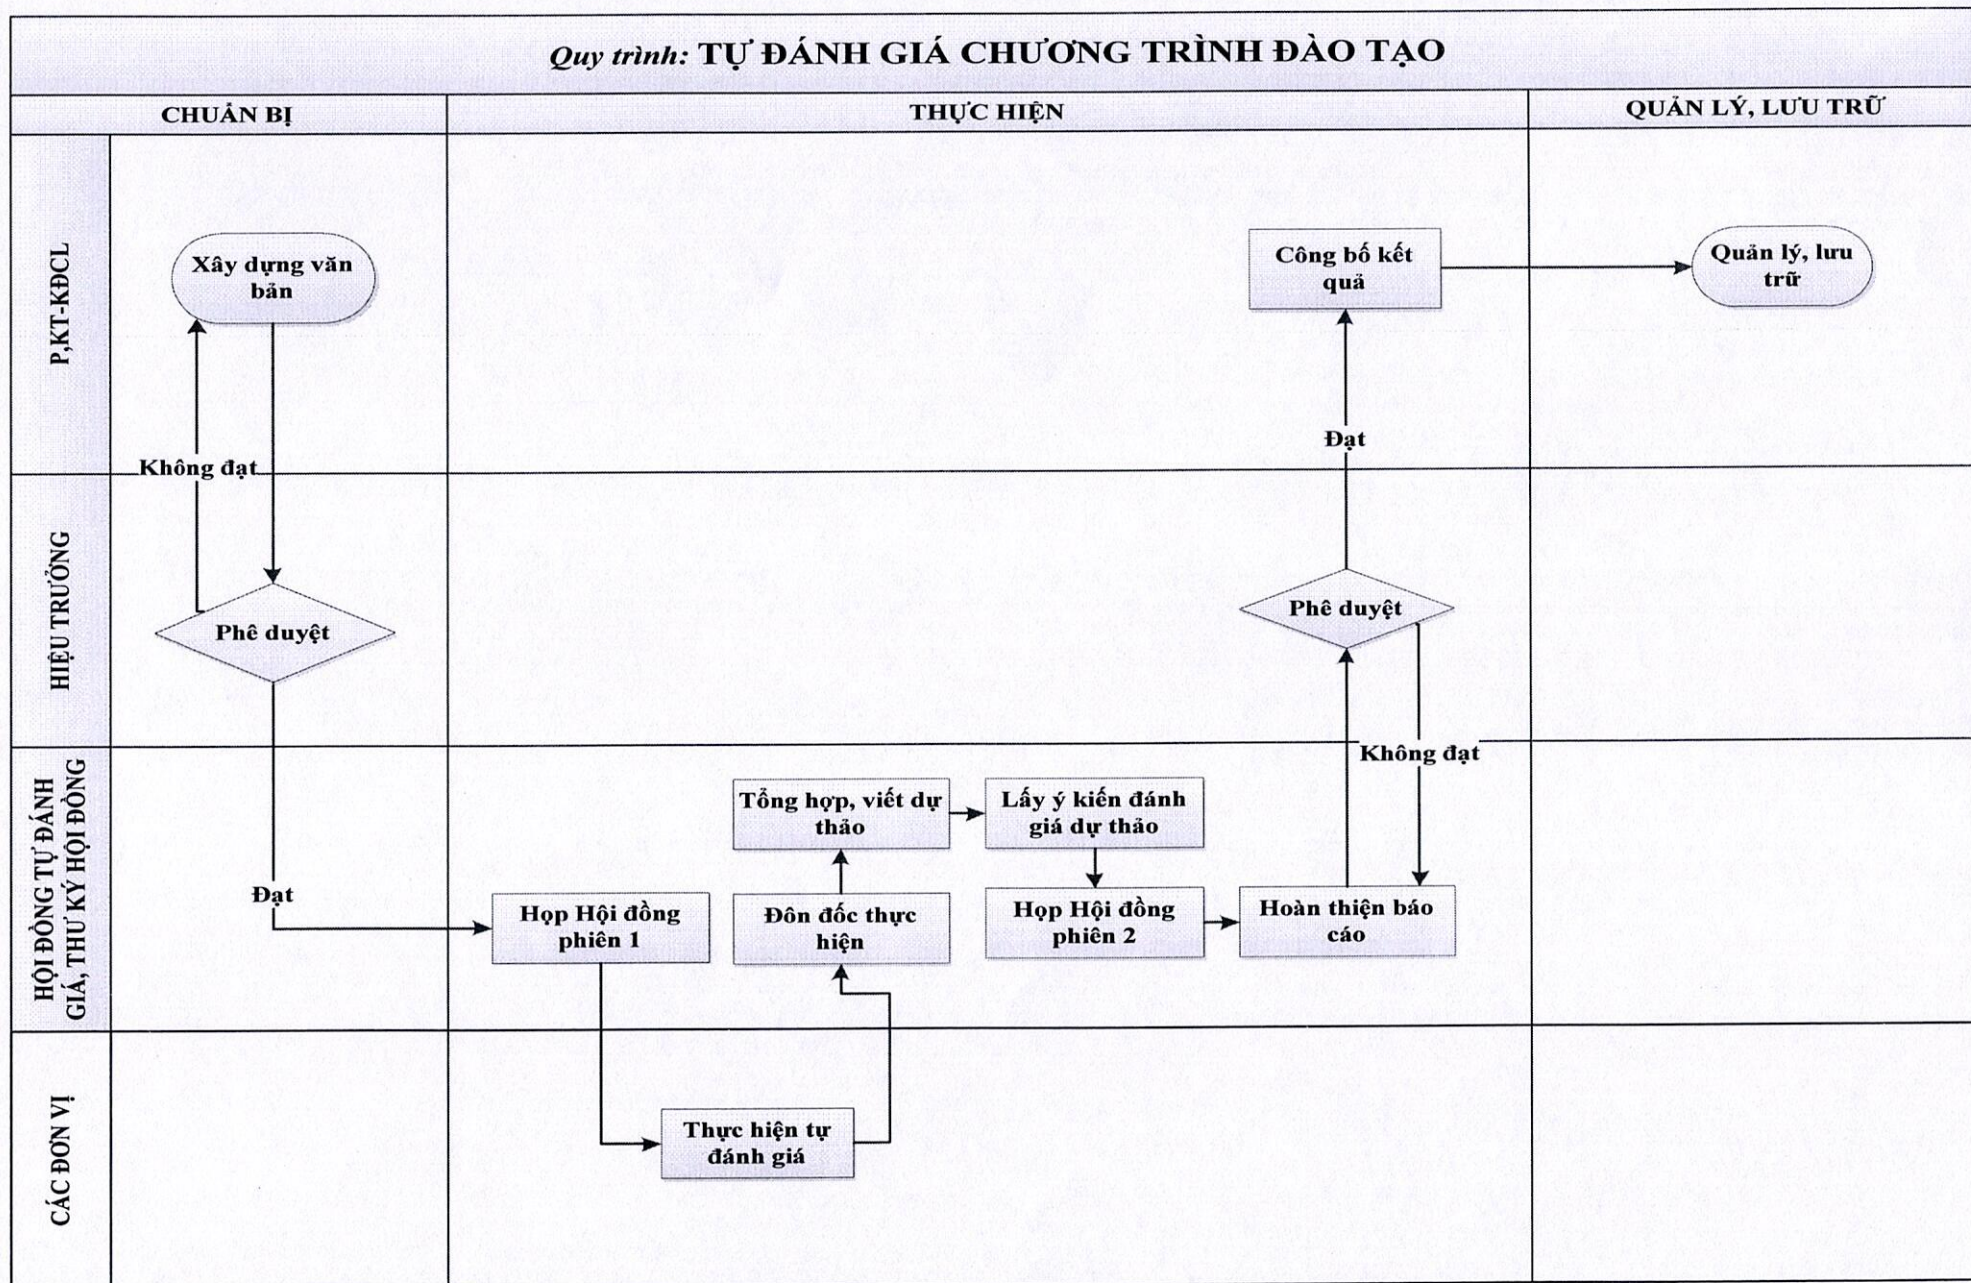 Quy trình: TỰ ĐÁNH GIÁ CHƯƠNG TRÌNH ĐÀO TẠO
CHUẨN BỊ
THỰC HIỆN
QUẢN LÝ, LƯU TRỮ
P,KT-KĐCL
Xây dựng văn
bản
Công bố kết
quả
Quản lý, lưu
trữ
Không đạt
Đạt
HIỆU TRƯỞNG
Phê duyệt
Phê duyệt
Không đạt
HỘI ĐỒNG TỰ ĐÁNH
GIÁ, THƯ KÝ HỘI ĐỒNG
Tổng hợp, viết dự
thảo
Lấy ý kiến đánh
giá dự thảo
Đạt
Họp Hội đồng
phiên 1
Đôn đốc thực
hiện
Họp Hội đồng
phiên 2
Hoàn thiện báo
cáo
CÁC ĐƠN VỊ
Thực hiện tự
đánh giá